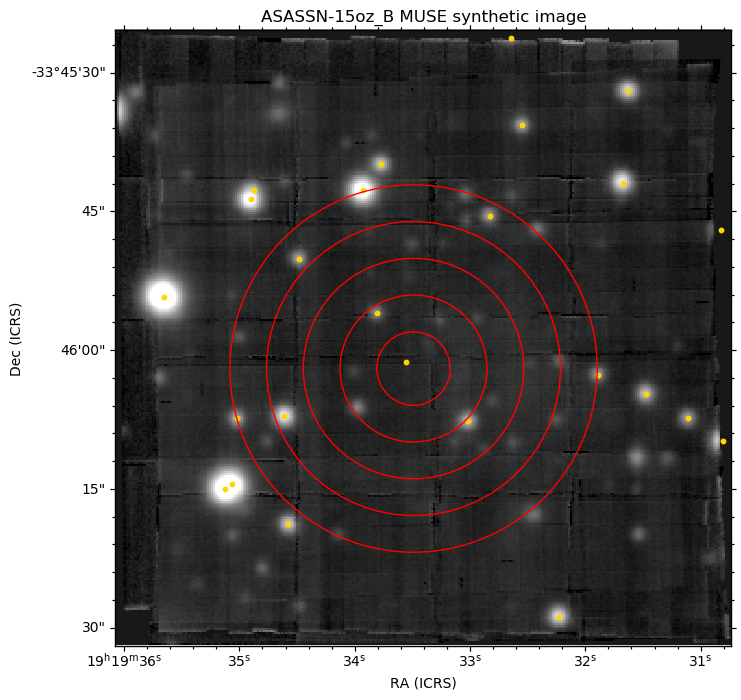 ASASSN-15oz_B MUSE synthetic image
-33°45'30"
45"
46'00"
15"
30"
Dec (ICRS)
19ʰ19ᵐ36ˢ
35ˢ
34ˢ
33ˢ
32ˢ
31ˢ
RA (ICRS)